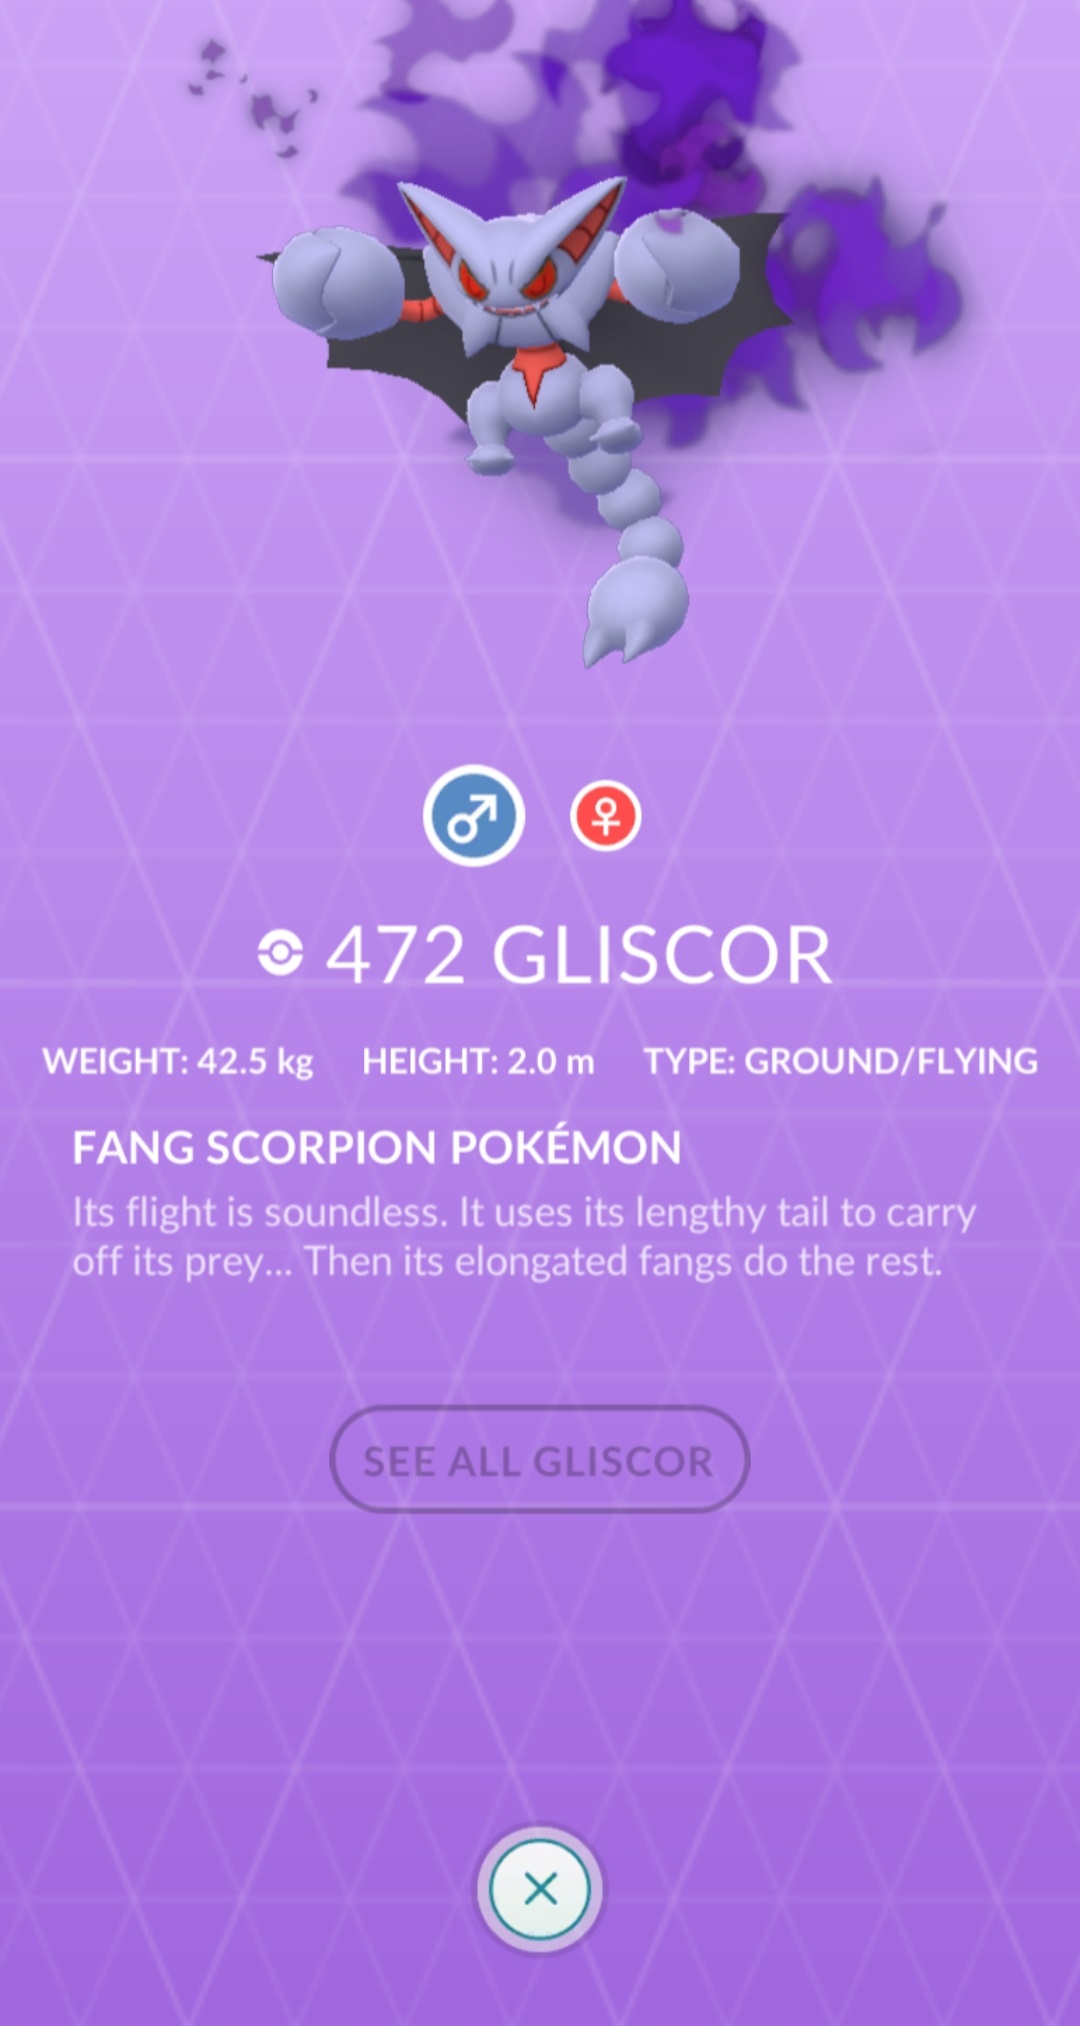 472 GLISCOR
WEIGHT: 42.5 kg HEIGHT: 2.0 m TYPE: GROUND/FLYING
FANG SCORPION POKÉMON
Its flight is soundless. It uses its lengthy tail to carry
off its prey... Then its elongated fangs do the rest.
SEE ALL GLISCOR